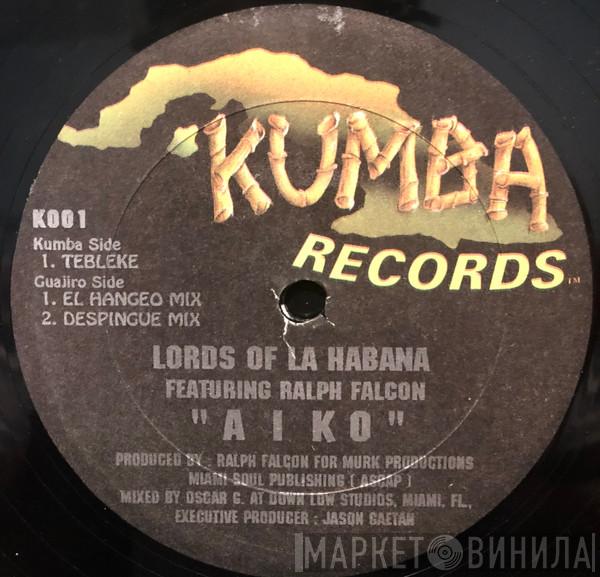 KUMBA
RECORDS TM
K001
Kumba Side
1. TEBLEKE
Guajiro Side
1. EL HANGEO MIX
2. DESPINGUE MIX
LORDS OF LA HABANA
FEATURING RALPH FALCON
" A I K O "
PRODUCED BY : RALPH FALCON FOR MURK PRODUCTIONS
MIAMI SOUL PUBLISHING ( ASCAP )
MIXED BY OSCAR G. AT DOWN LOW STUDIOS, MIAMI, FL.,
EXECUTIVE PRODUCER : JASON GAETAN
МАРКЕТ ВИНИЛА